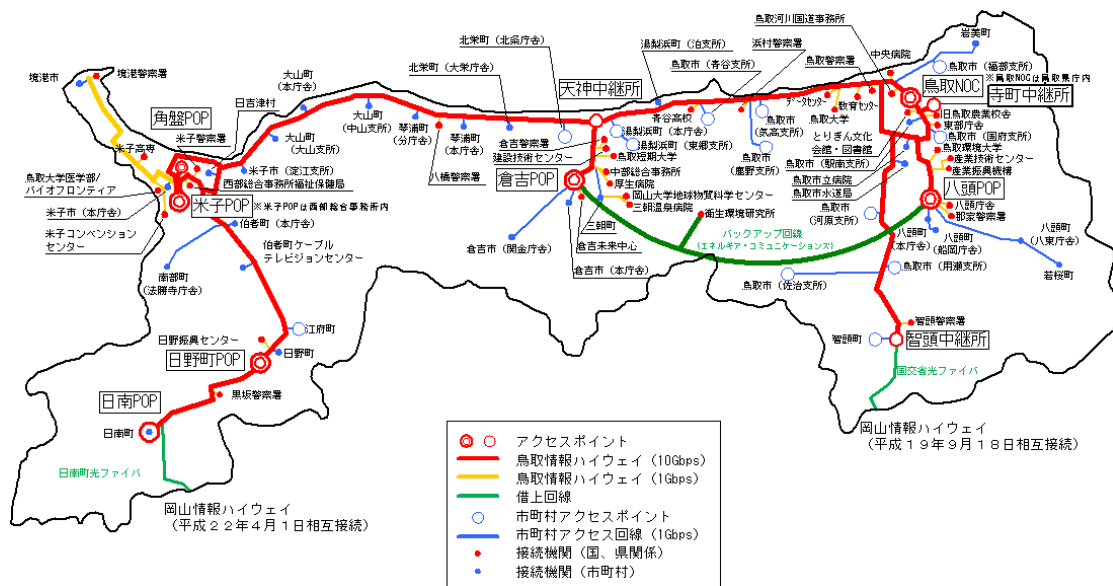 鳥取河川国道事務所
岩美町
湯梨浜町（泊支所）
浜村警察署
北栄町（北条庁舎）
鳥取市（青谷支所）
鳥取警察署
中央病院
鳥取市（福部支所）
境港市
境港警察署
大山町
（本庁舎）
北栄町（大栄庁舎）
天神中継所
鳥取NOC
※鳥取NOCは鳥取県庁内
寺町中継所
日吉津村
角盤POP
米子警察署
米子高専
大山町
（中山支所）
大山町
（大山支所）
琴浦町
（分庁舎）
琴浦町
（本庁舎）
八橋警察署
倉吉警察署
建設技術センター
湯梨浜町（本庁舎）
湯梨浜町（東郷支所）
青谷高校
データセンター
教育センター
鳥取大学
鳥取市
（気高支所）
鳥取市
（鹿野支所）
とりぎん文化
会館・図書館
鳥取市（駅南支所）
鳥取市立病院
鳥取市水道局
旧鳥取農業校舎
東部庁舎
鳥取市（国府支所）
鳥取環境大学
産業技術センター
産業振興機構
鳥取短期大学
中部総合事務所
厚生病院
岡山大学地球物質科学センター
三朝温泉病院
倉吉POP
三朝町
倉吉未来中心
倉吉市（関金庁舎）
倉吉市（本庁舎）
衛生環境研究所
バックアップ回線
（エネルギア・コミュニケーションズ）
八頭POP
八頭庁舎
郡家警察署
八頭町
（本庁舎）
八頭町
（船岡庁舎）
八頭町
（八東庁舎）
若桜町
鳥取市
（河原支所）
鳥取市（用瀬支所）
鳥取市（佐治支所）
智頭警察署
智頭町
智頭中継所
国交省光ファイバ
岡山情報ハイウェイ
（平成１９年９月１８日相互接続）
鳥取大学医学部/
バイオフロンティア
米子市（本庁舎）
米子コンベンション
センター
米子市（淀江支所）
西部総合事務所福祉保健局
米子POP
※米子POPは西部総合事務所内
伯耆町（本庁舎）
伯耆町ケーブル
テレビジョンセンター
南部町
（法勝寺庁舎）
江府町
日野振興センター
日野町
日野町POP
黒坂警察署
日南POP
日南町
日南町光ファイバ
岡山情報ハイウェイ
（平成２２年４月１日相互接続）
アクセスポイント
鳥取情報ハイウェイ（10Gbps）
鳥取情報ハイウェイ（1Gbps）
借上回線
市町村アクセスポイント
市町村アクセス回線（1Gbps）
接続機関（国、県関係）
接続機関（市町村）